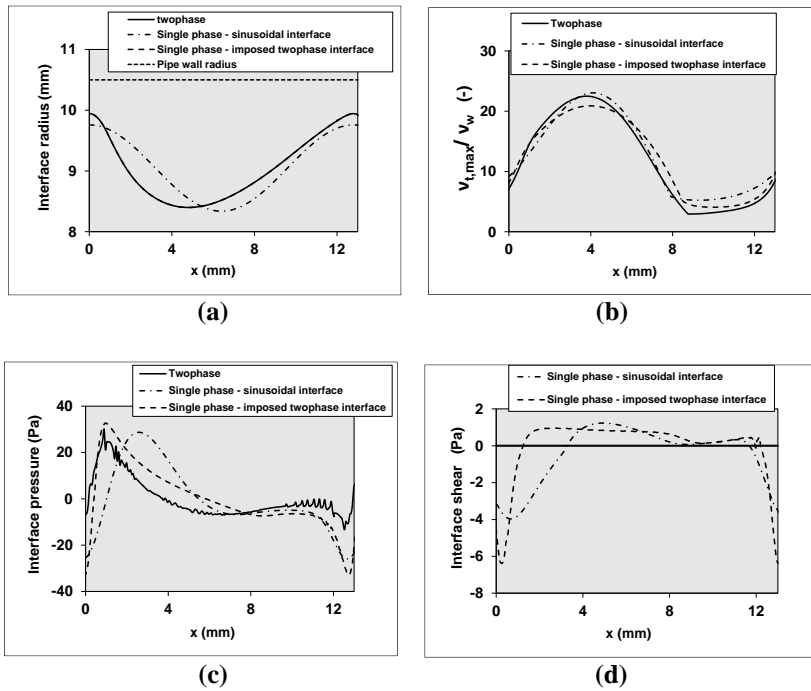 twophase
Single phase - sinusoidal interface
Single phase - imposed twophase interface
Pipe wall radius
Interface radius (mm)
11
10
9
8
0 4 8 12
x (mm)
(a)
Twophase
Single phase - sinusoidal interface
Single phase - imposed twophase interface
ν_{t,max}/ ν_w (-)
30
20
10
0
0 4 8 12
x (mm)
(b)
Twophase
Single phase - sinusoidal interface
Single phase - imposed twophase interface
Interface pressure (Pa)
40
20
0
-20
-40
0 4 8 12
x (mm)
(c)
Single phase - sinusoidal interface
Single phase - imposed twophase interface
Interface shear (Pa)
2
0
-2
-4
-6
-8
0 4 8 12
x (mm)
(d)